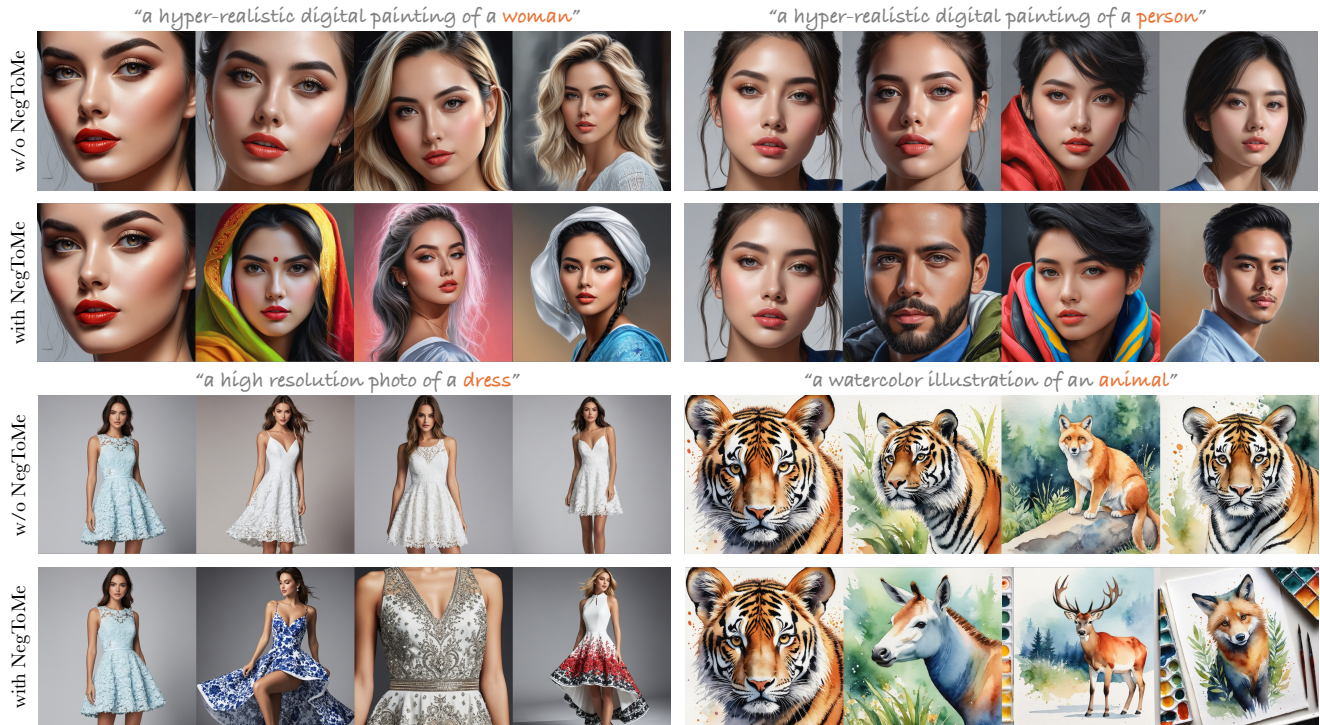 “a hyper-realistic digital painting of a woman”
“a hyper-realistic digital painting of a person”
w/o NegToMe
with NegToMe
“a high resolution photo of a dress”
“a watercolor illustration of an animal”
w/o NegToMe
with NegToMe